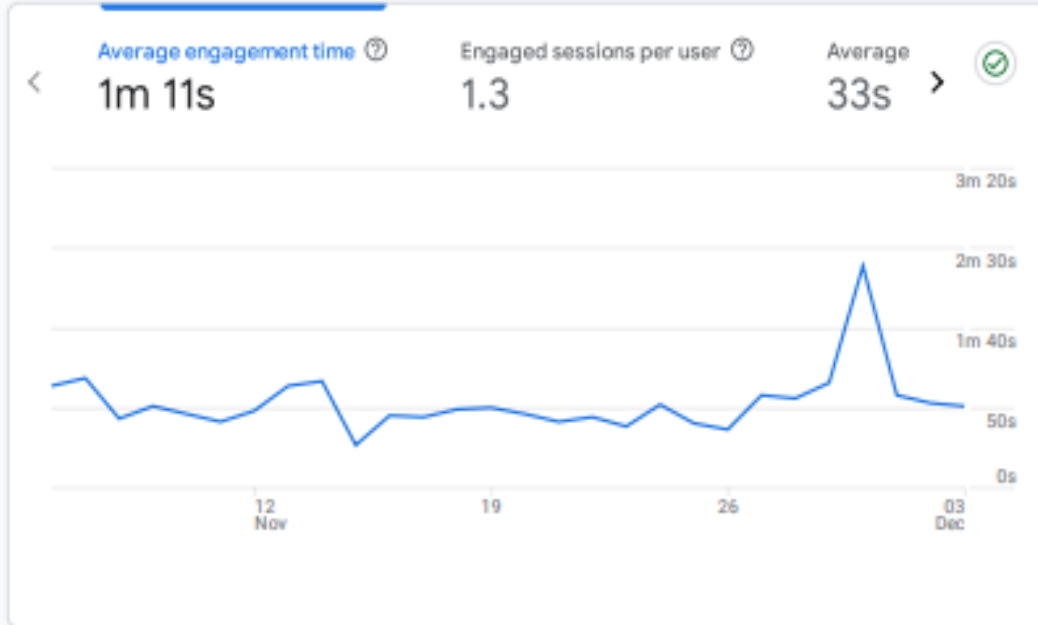 Average engagement time
1m 11s
Engaged sessions per user
1.3
Average
33s
3m 20s
2m 30s
1m 40s
50s
0s
12
Nov
19
26
03
Dec